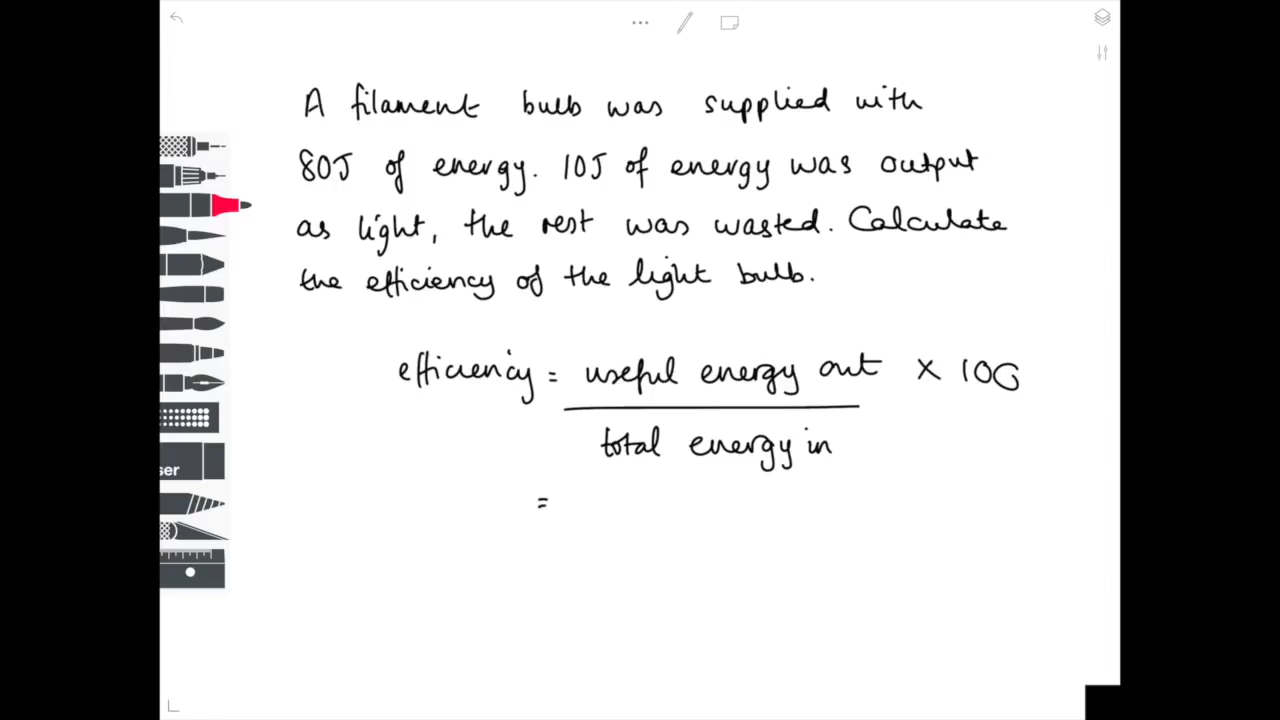 A filament bulb was supplied with
80J of energy. 10J of energy was output
as light, the rest was wasted. Calculate
the efficiency of the light bulb.
efficiency = useful energy out × 100
total energy in
=
ser